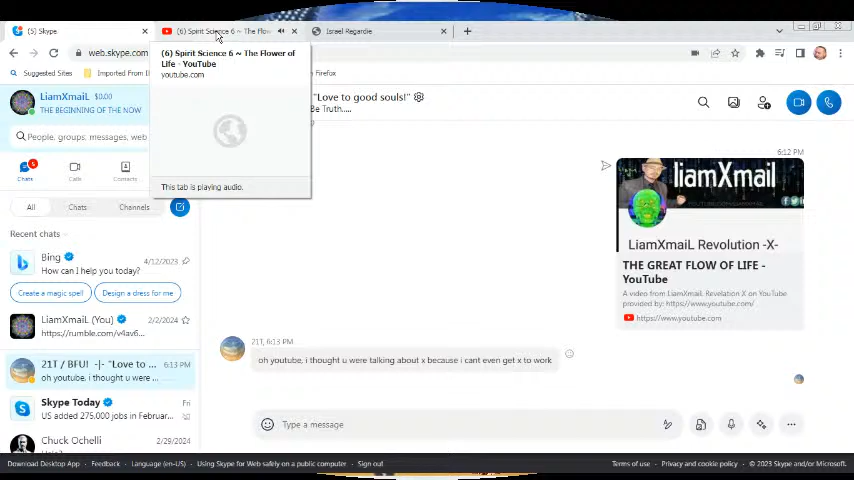 (5) Skype
(6) Spirit Science 6 ~ The Flow
Israel Regardie
web.skype.com
Suggested Sites
Imported From I
(6) Spirit Science 6 ~ The Flower of
Life - YouTube
youtube.com
This tab is playing audio.
Firefox
LiamXmaiL $0.00
THE BEGINNING OF THE NOW
People, groups, messages, web
5
Chats
Calls
Contacts
All
Chats
Channels
Recent chats
Bing
4/12/2023
How can I help you today?
Create a magic spell
Design a dress for me
LiamXmaiL (You)
2/2/2024
https://rumble.com/v4av6...
21T / BFU! -|- "Love to ...
6:13 PM
oh youtube, i thought u were ...
Skype Today
Fri
US added 275,000 jobs in Februar...
Chuck Ochelli
2/29/2024
"Love to good souls!"
Be Truth.....
6:12 PM
liamXmail
LiamXmaiL Revolution -X-
THE GREAT FLOW OF LIFE -
YouTube
A video from LiamXmaiL Revelation X on YouTube
provided by: https://www.youtube.com/
https://www.youtube.com
21T, 6:13 PM
oh youtube, i thought u were talking about x because i cant even get x to work
Type a message
Download Desktop App
Feedback
Language (en-US)
Using Skype for Web safely on a public computer
Sign out
Terms of use
Privacy and cookie policy
© 2023 Skype and/or Microsoft.